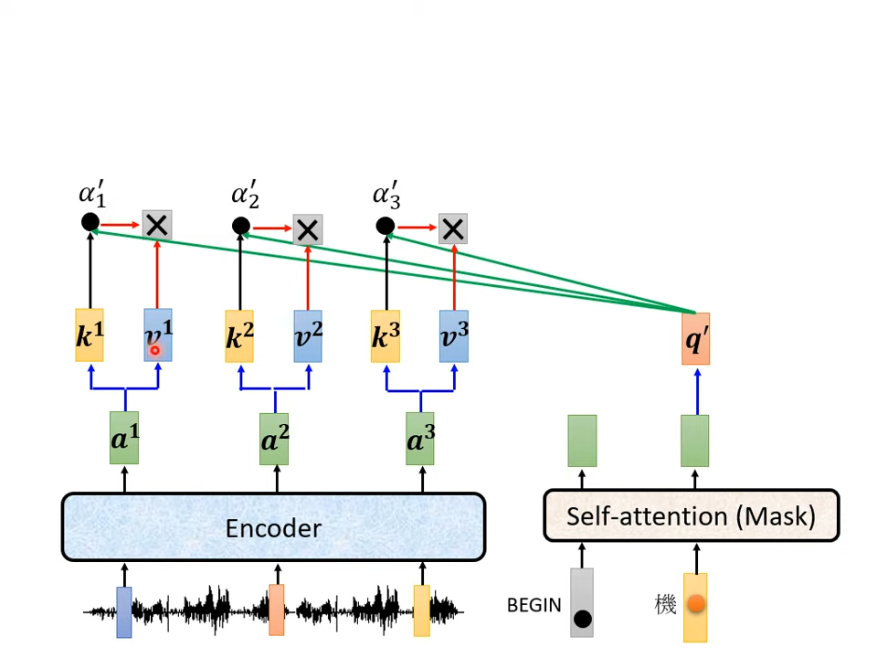 α′₁ α′₂ α′₃
k¹ v¹ k² v² k³ v³ q′
a¹ a² a³
Encoder
Self-attention (Mask)
BEGIN 機